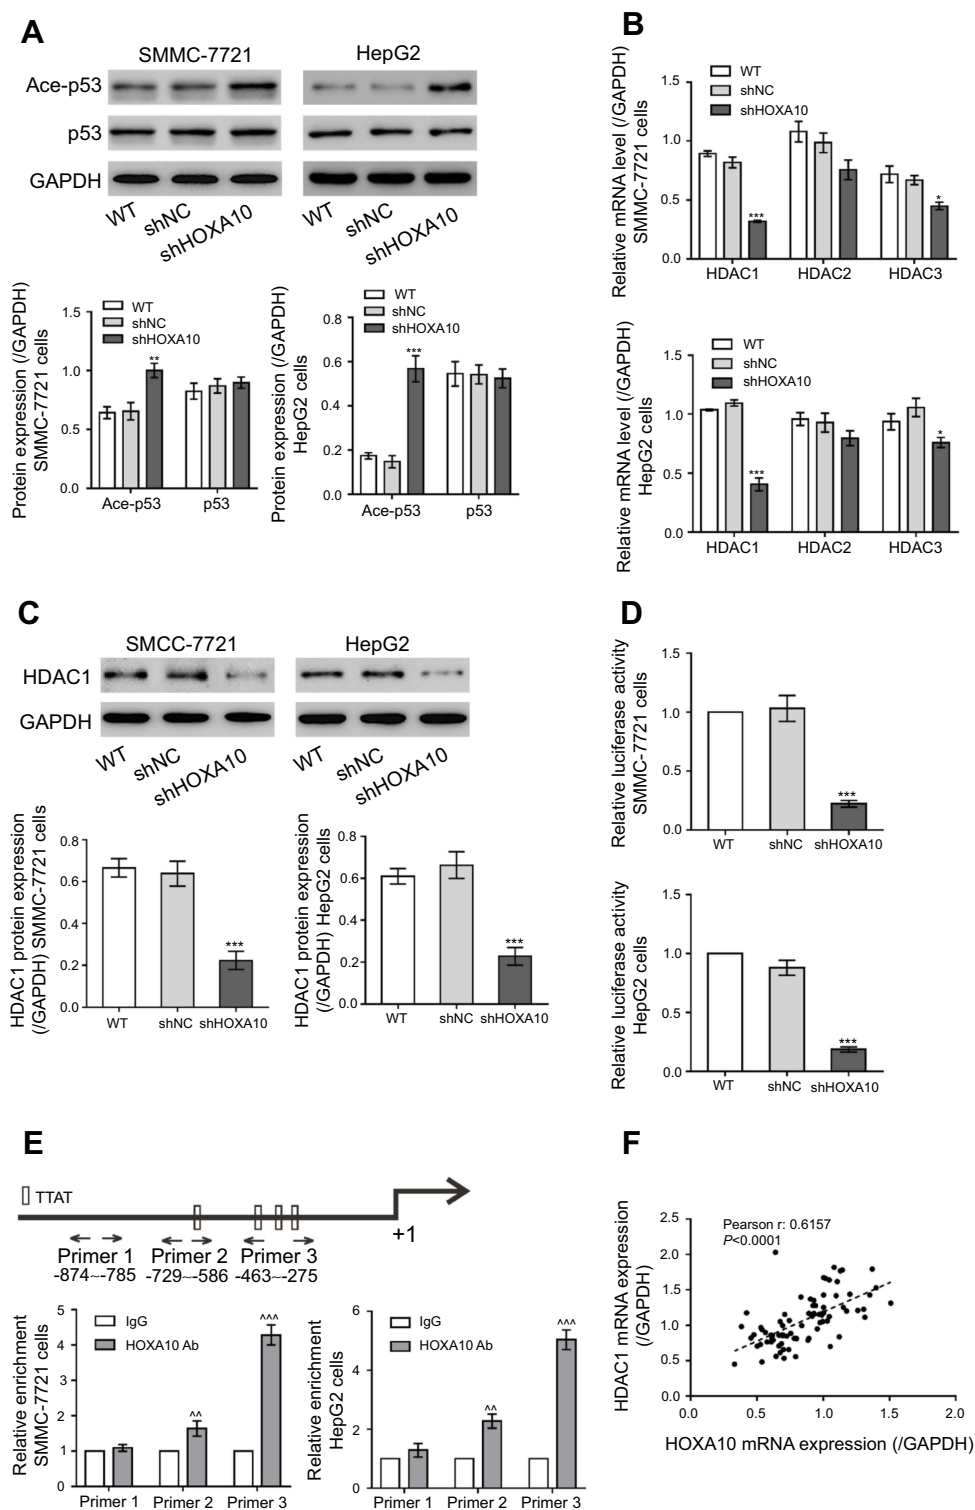 A
SMMC-7721
HepG2
Ace-p53
p53
GAPDH
WT
shNC
shHOXA10
WT
shNC
shHOXA10
Protein expression (/GAPDH)
SMMC-7721 cells
1.5
1.0
0.5
0.0
WT
shNC
shHOXA10
**
Ace-p53
p53
Protein expression (/GAPDH)
HepG2 cells
0.8
0.6
0.4
0.2
0.0
WT
shNC
shHOXA10
***
Ace-p53
p53
B
Relative mRNA level (/GAPDH)
SMMC-7721 cells
1.5
1.0
0.5
0.0
WT
shNC
shHOXA10
***
*
HDAC1
HDAC2
HDAC3
Relative mRNA level (/GAPDH)
HepG2 cells
1.5
1.0
0.5
0.0
WT
shNC
shHOXA10
***
*
HDAC1
HDAC2
HDAC3
C
SMCC-7721
HepG2
HDAC1
GAPDH
WT
shNC
shHOXA10
WT
shNC
shHOXA10
HDAC1 protein expression
(/GAPDH) SMMC-7721 cells
0.8
0.6
0.4
0.2
0.0
***
WT
shNC
shHOXA10
HDAC1 protein expression
(/GAPDH) HepG2 cells
0.8
0.6
0.4
0.2
0.0
***
WT
shNC
shHOXA10
D
Relative luciferase activity
SMMC-7721 cells
1.5
1.0
0.5
0.0
***
WT
shNC
shHOXA10
Relative luciferase activity
HepG2 cells
1.5
1.0
0.5
0.0
***
WT
shNC
shHOXA10
E
TTAT
+1
Primer 1
Primer 2
Primer 3
-874~-785
-729~-586
-463~-275
Relative enrichment
SMMC-7721 cells
5
4
3
2
1
0
IgG
HOXA10 Ab
^^
^^^
Primer 1
Primer 2
Primer 3
Relative enrichment
HepG2 cells
6
4
2
0
IgG
HOXA10 Ab
^^
^^^
Primer 1
Primer 2
Primer 3
F
HDAC1 mRNA expression
(/GAPDH)
2.5
2.0
1.5
1.0
0.5
0.0
Pearson r: 0.6157
P<0.0001
0.0
0.5
1.0
1.5
2.0
HOXA10 mRNA expression (/GAPDH)